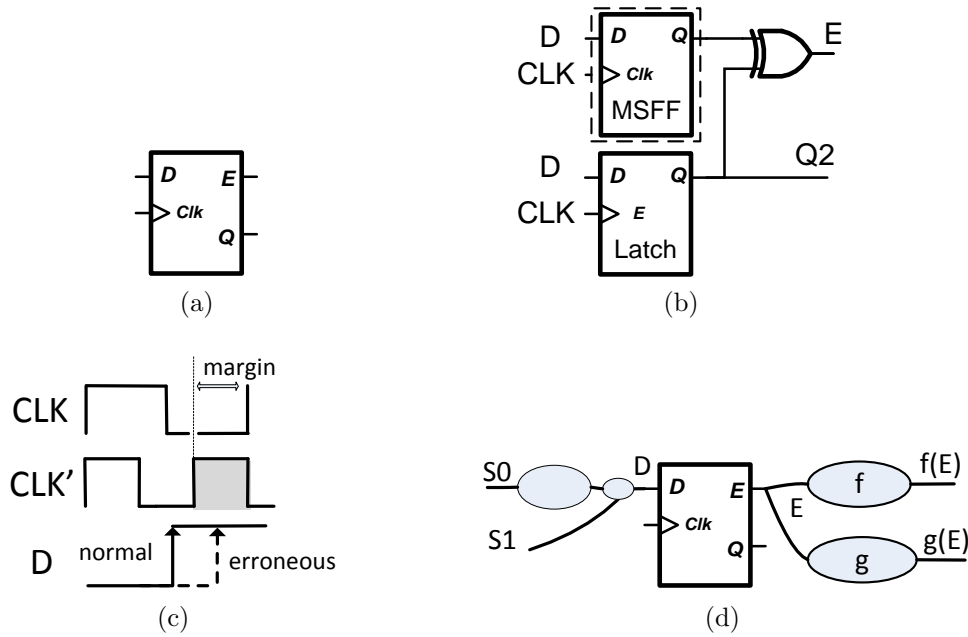 D E
Clk
Q
(a)
D D Q E
CLK Clk
MSFF
D D Q Q2
CLK E
Latch
(b)
margin
CLK
CLK’
D normal erroneous
(c)
S0 D D E f f(E)
S1 Clk E
Q g g(E)
(d)